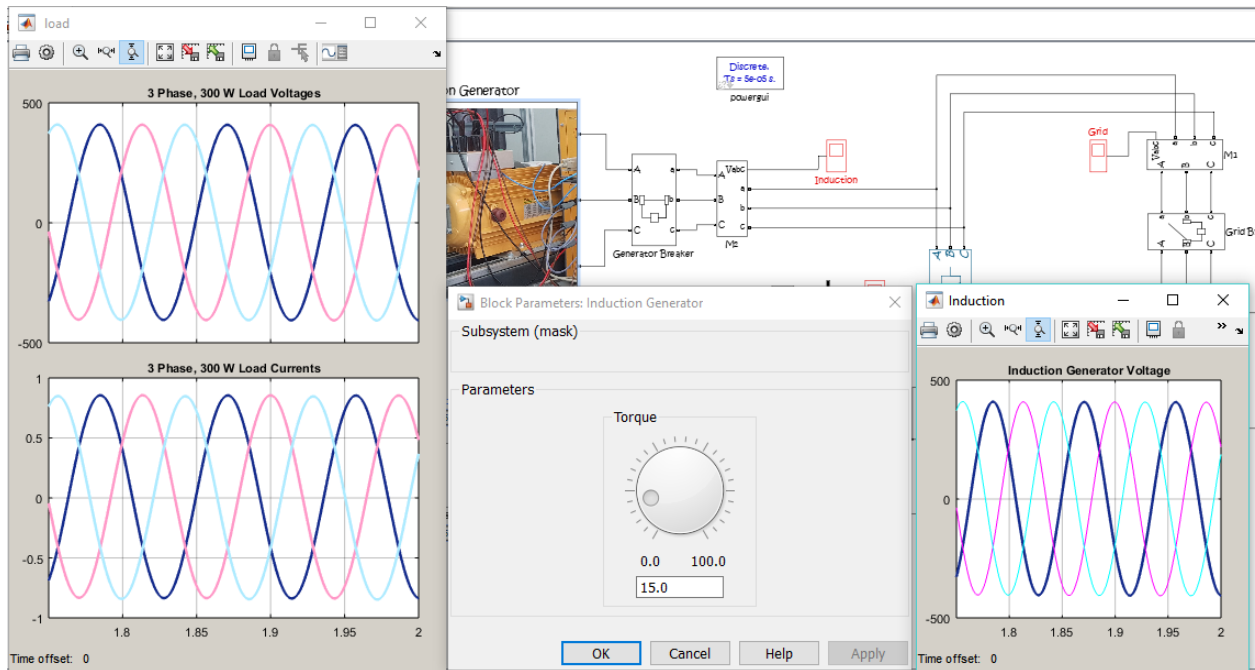 load
3 Phase, 300 W Load Voltages
500
0
-500
3 Phase, 300 W Load Currents
1
0.5
0
-0.5
-1
1.8 1.85 1.9 1.95 2
Time offset: 0
on Generator
Discrete,
Ts = 5e-05 s.
powergui
A a
B b
C c
Generator Breaker
Vabc
A
a
B
b
C
c
M2
Induction
Grid
a b c
Vabc
A B C
M1
a b c
A B C
Grid B
A B C
Block Parameters: Induction Generator
Subsystem (mask)
Parameters
Torque
0.0 100.0
15.0
OK Cancel Help Apply
Induction
Induction Generator Voltage
500
0
-500
1.8 1.85 1.9 1.95 2
Time offset: 0